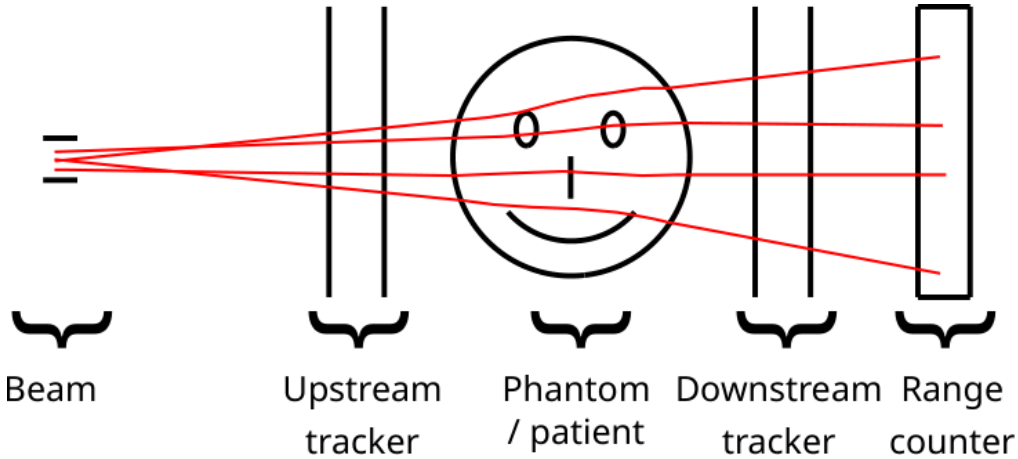 Beam
Upstream
tracker
Phantom
/ patient
Downstream
tracker
Range
counter